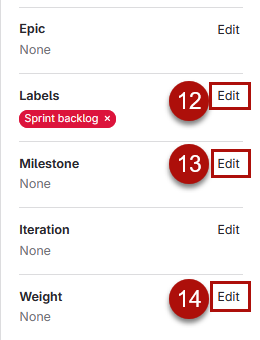 Epic Edit
None
Labels 12 Edit
Sprint backlog ×
Milestone 13 Edit
None
Iteration Edit
None
Weight 14 Edit
None